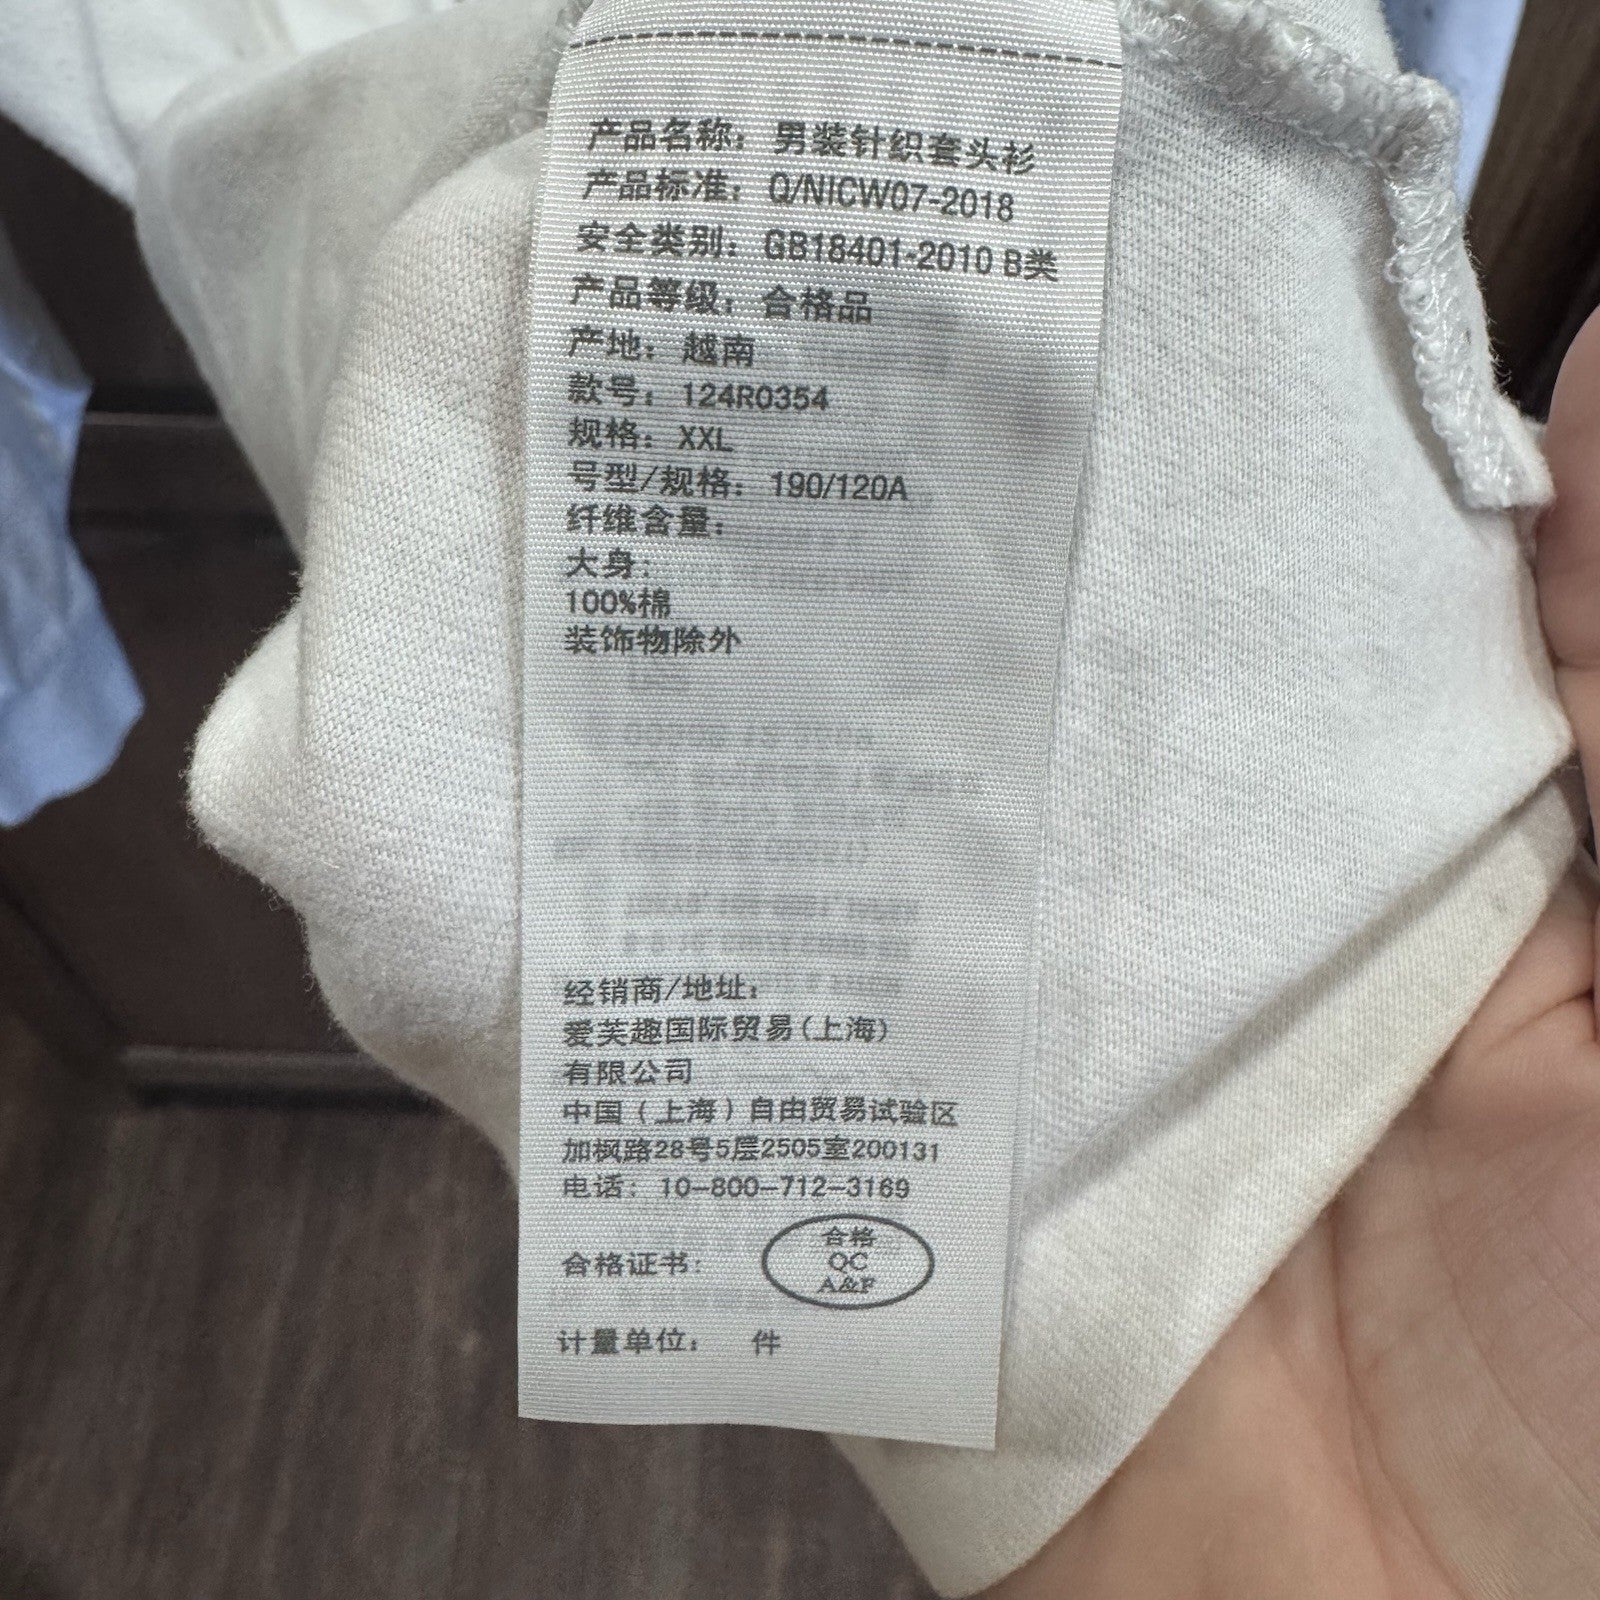 产品名称：男装针织套头衫
产品标准：Q/NICW07-2018
安全类别：GB18401-2010 B类
产品等级：合格品
产地：越南
款号：124R0354
规格：XXL
号型/规格：190/120A
纤维含量：
大身：
100%棉
装饰物除外
经销商/地址：
爱芙趣国际贸易(上海)
有限公司
中国（上海）自由贸易试验区
加枫路28号5层2505室200131
电话：10-800-712-3169
合格证书：
合格
QC
A&F
计量单位： 件